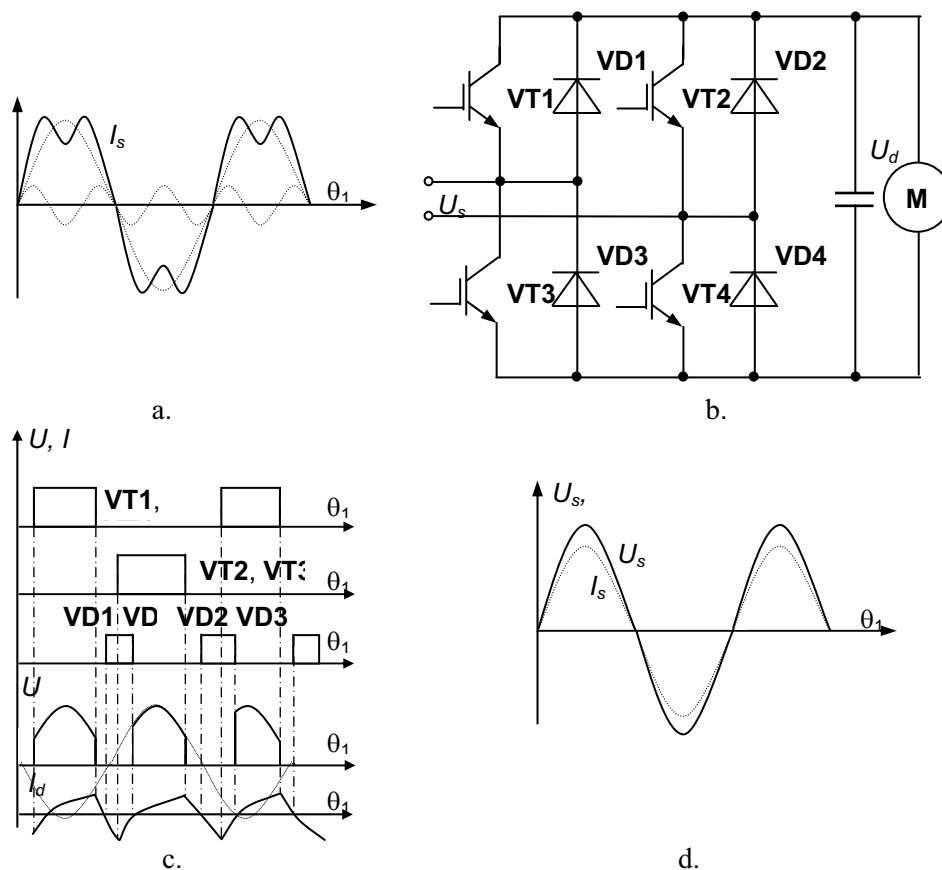 I_s
θ₁
a.
VD1 VD2
VT1 VT2
U_d
M
U_s
VD3 VD4
VT3 VT4
b.
U, I
VT1,
θ₁
VT2, VT3
θ₁
VD1 VD VD2 VD3
θ₁
U
θ₁
I_d
θ₁
c.
U_s,
U_s
I_s
θ₁
d.